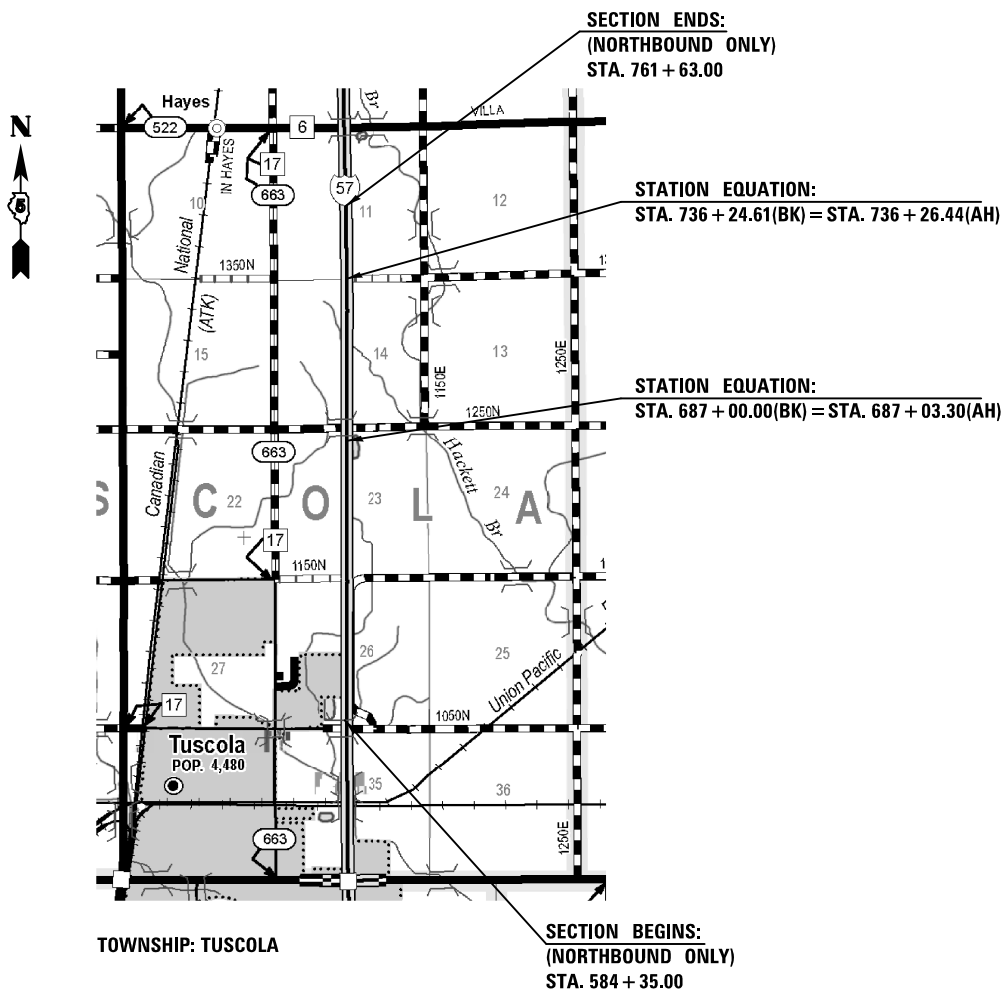 SECTION ENDS:
(NORTHBOUND ONLY)
STA. 761 + 63.00
Hayes
Br
VILLA
522
6
N
IN HAYES
17
663
57
5
10
11
12
STATION EQUATION:
STA. 736 + 24.61(BK) = STA. 736 + 26.44(AH)
National
1350N
(ATK)
15
14
13
1250E
1150E
STATION EQUATION:
STA. 687 + 00.00(BK) = STA. 687 + 03.30(AH)
1250N
663
Canadian
Hackett
Br
S C O L A
22
23
24
17
1150N
27
26
25
Union Pacific
17
1050N
Tuscola
POP. 4,480
35
36
663
1250E
TOWNSHIP: TUSCOLA
SECTION BEGINS:
(NORTHBOUND ONLY)
STA. 584 + 35.00